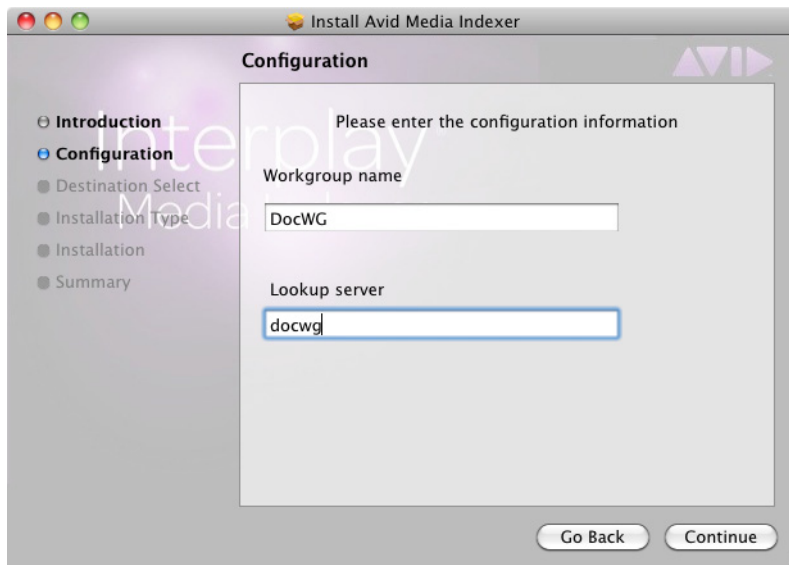 Install Avid Media Indexer
Configuration
AVID
Interplay
Media
Introduction
Configuration
Destination Select
Installation Type
Installation
Summary
Please enter the configuration information
Workgroup name
DocWG
Lookup server
docwg
Go Back
Continue